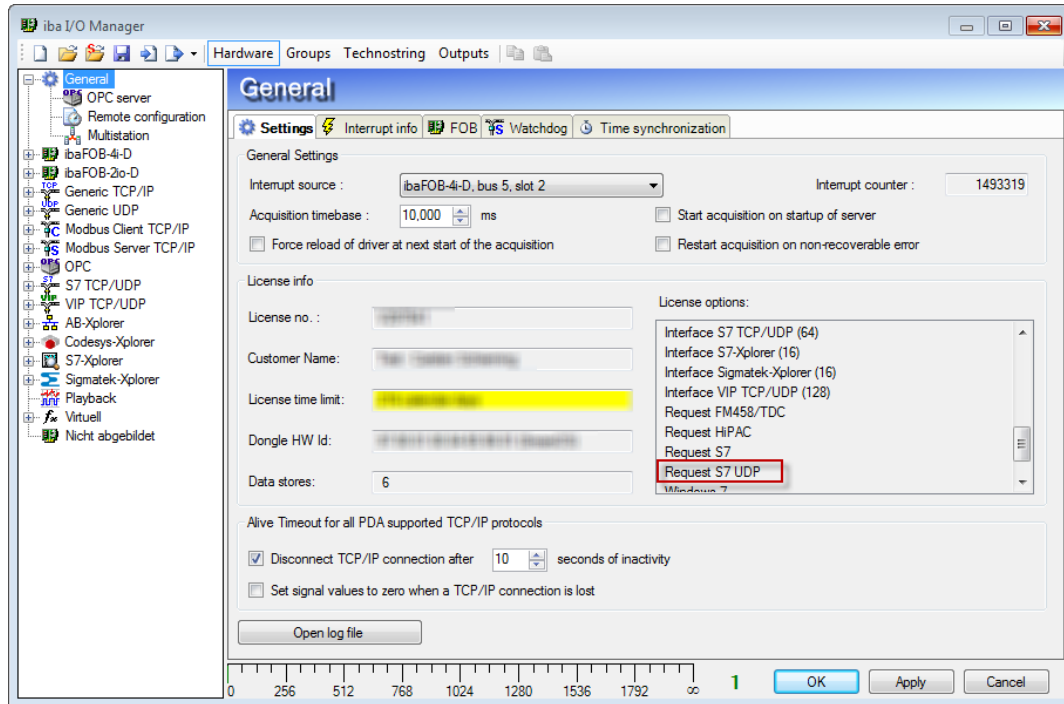 iba I/O Manager
Hardware Groups Technostring Outputs
General
OPC server
Remote configuration
Multistation
ibaFOB-4i-D
ibaFOB-2io-D
Generic TCP/IP
Generic UDP
Modbus Client TCP/IP
Modbus Server TCP/IP
OPC
S7 TCP/UDP
VIP TCP/UDP
AB-Xplorer
Codesys-Xplorer
S7-Xplorer
Sigmatek-Xplorer
Playback
Virtuell
Nicht abgebildet
General
Settings Interrupt info FOB Watchdog Time synchronization
General Settings
Interrupt source : ibaFOB-4i-D, bus 5, slot 2 Interrupt counter : 1493319
Acquisition timebase : 10,000 ms Start acquisition on startup of server
Force reload of driver at next start of the acquisition Restart acquisition on non-recoverable error
License info
License no. :
Customer Name:
License time limit:
Dongle HW Id:
Data stores: 6
License options:
Interface S7 TCP/UDP (64)
Interface S7-Xplorer (16)
Interface Sigmatek-Xplorer (16)
Interface VIP TCP/UDP (128)
Request FM458/TDC
Request HiPAC
Request S7
Request S7 UDP
Windows 7
Alive Timeout for all PDA supported TCP/IP protocols
Disconnect TCP/IP connection after 10 seconds of inactivity
Set signal values to zero when a TCP/IP connection is lost
Open log file
0 256 512 768 1024 1280 1536 1792 ∞ 1 OK Apply Cancel